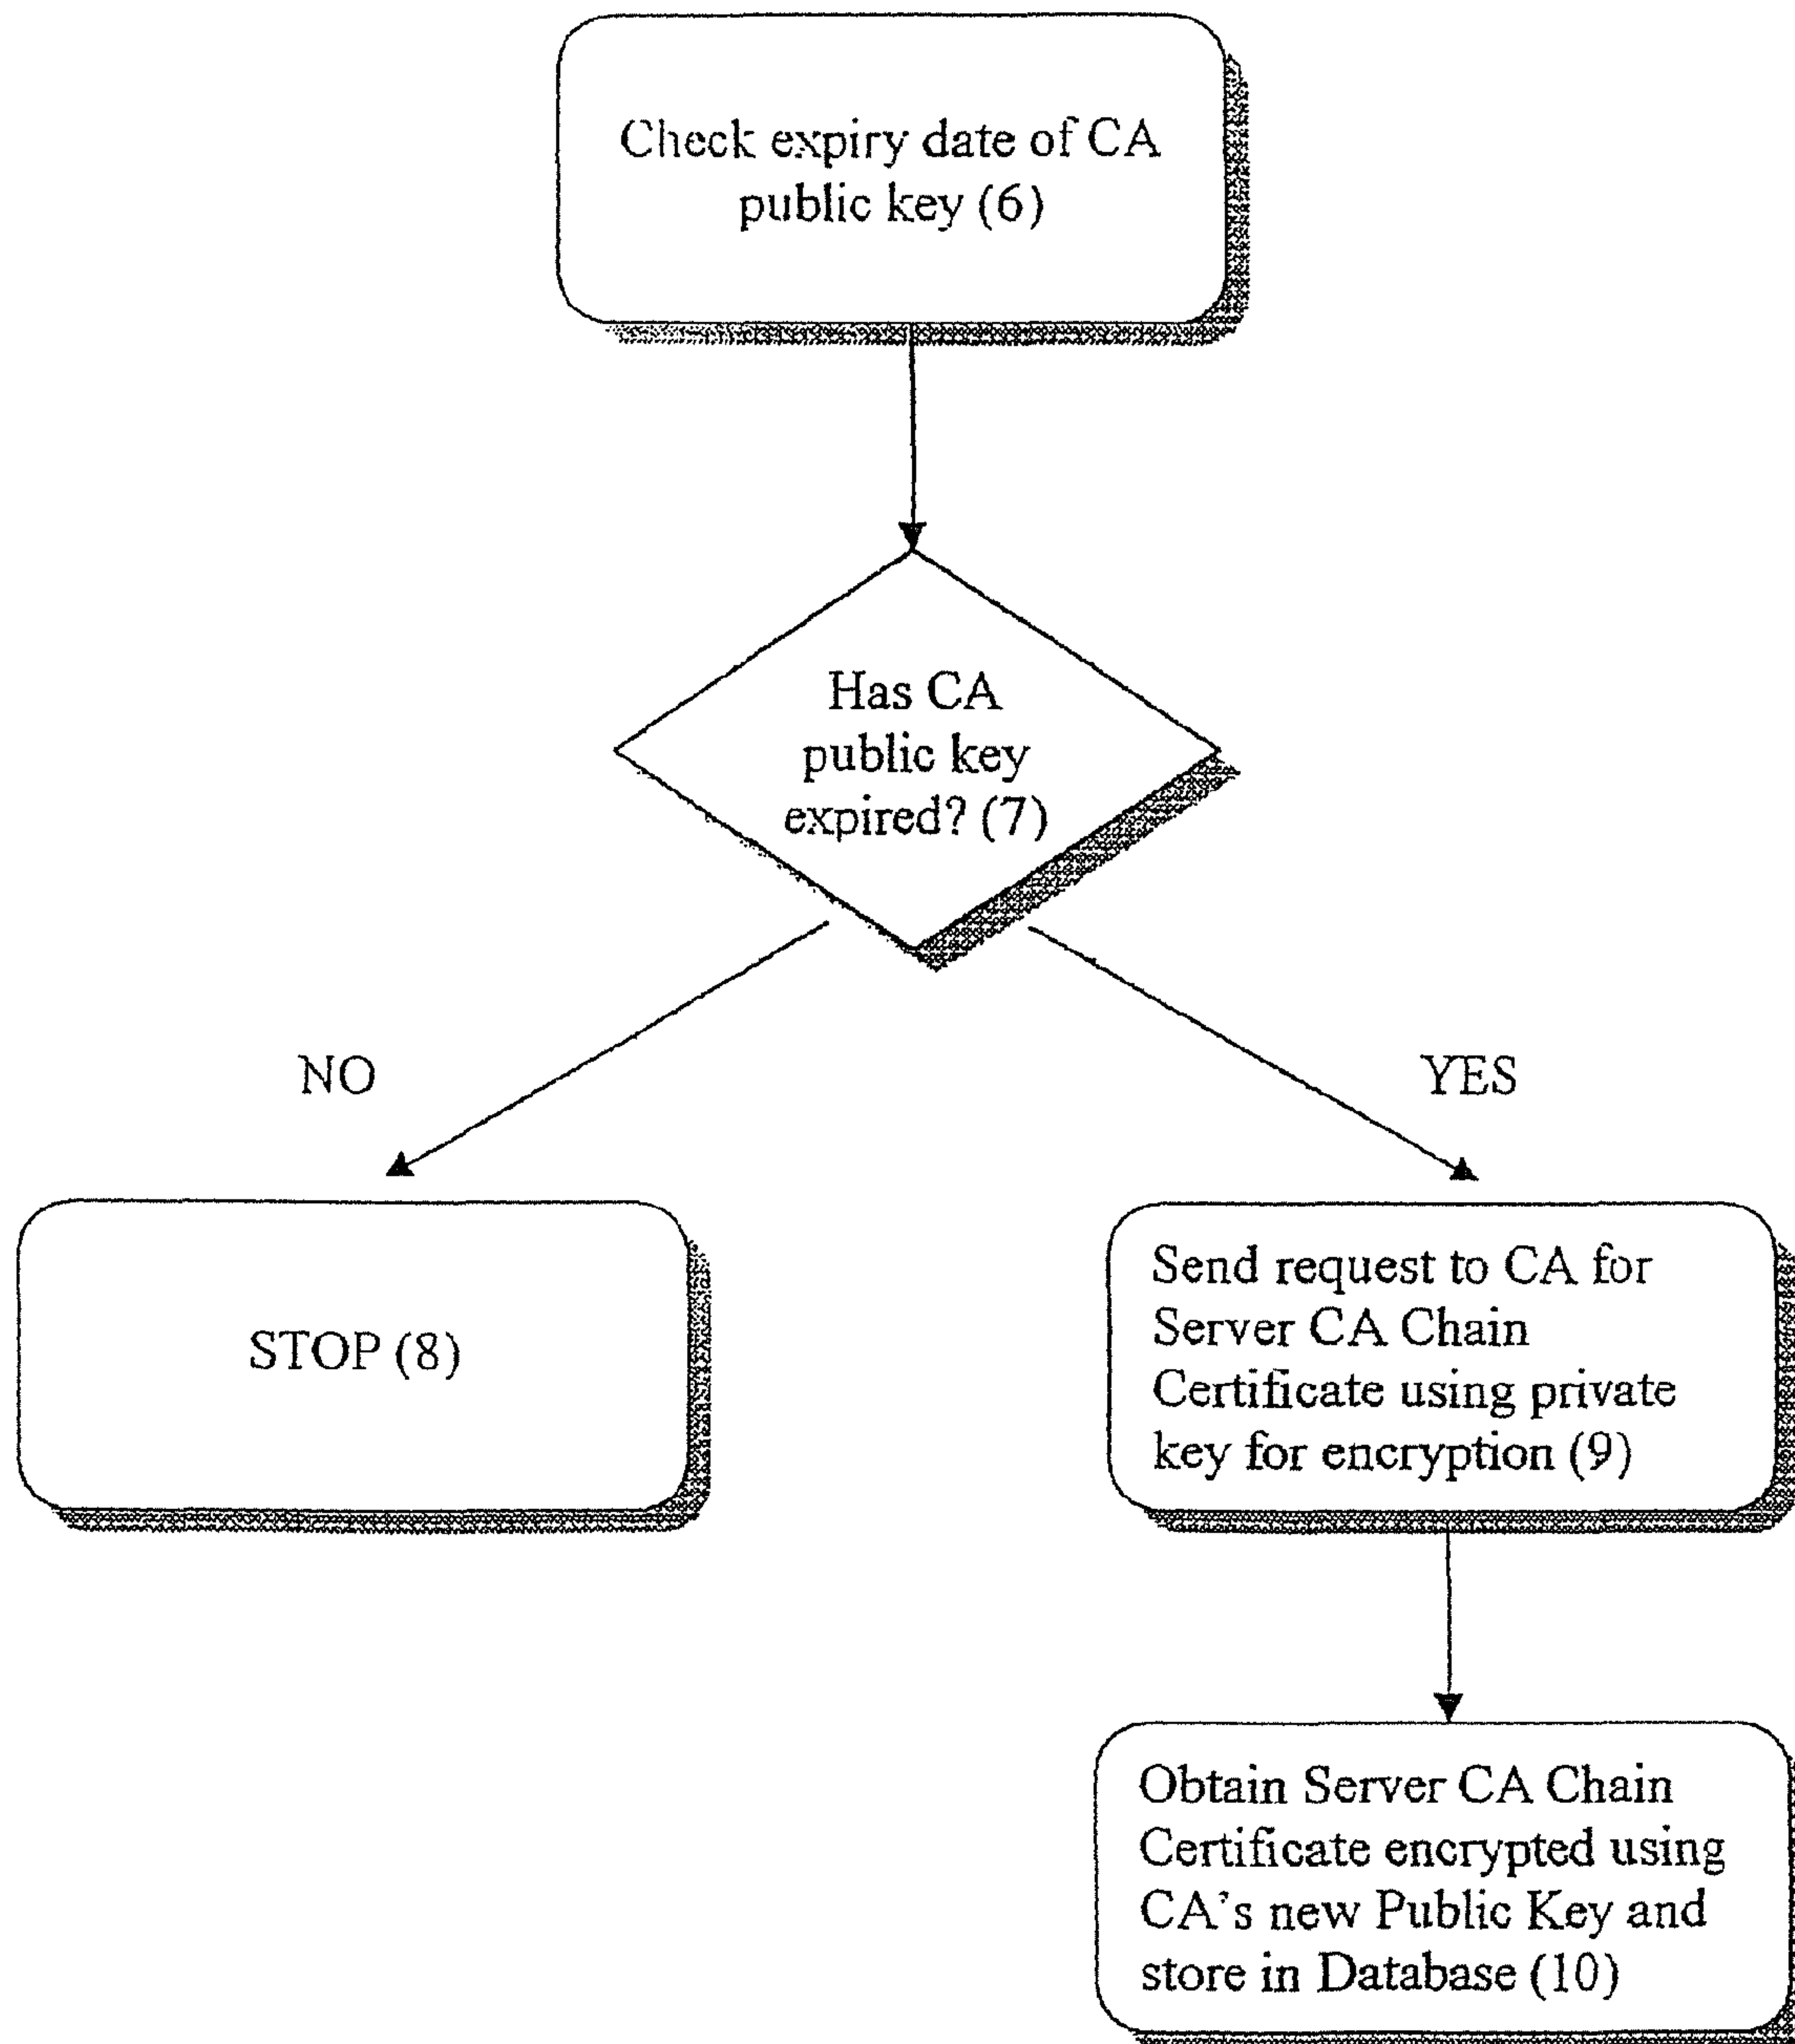 Check expiry date of CA
public key (6)
Has CA
public key
expired? (7)
NO
YES
STOP (8)
Send request to CA for
Server CA Chain
Certificate using private
key for encryption (9)
Obtain Server CA Chain
Certificate encrypted using
CA's new Public Key and
store in Database (10)